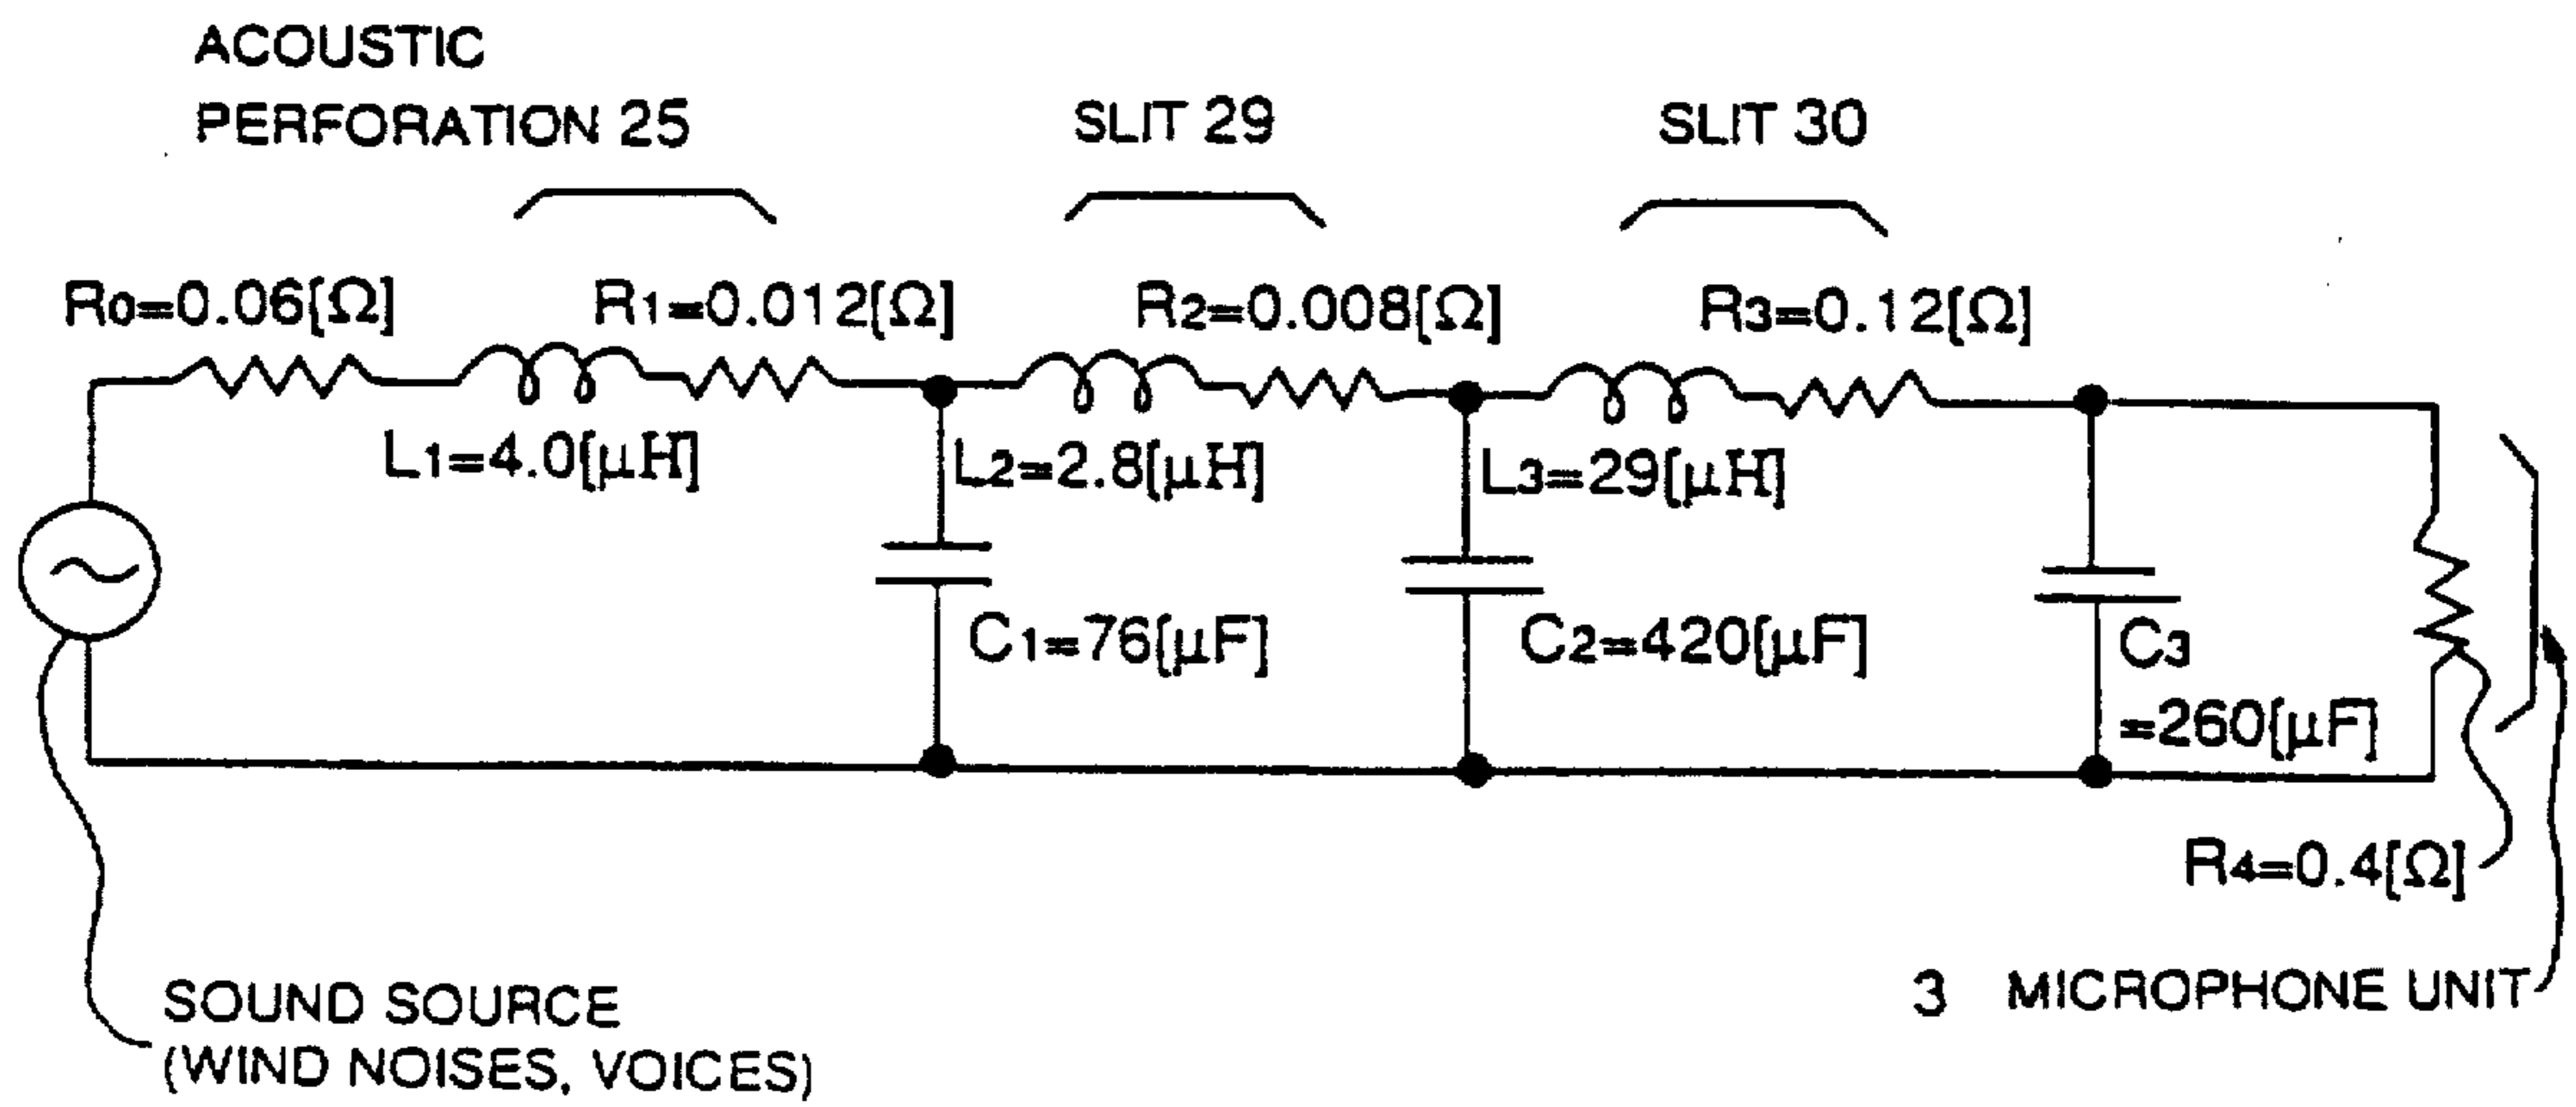 ACOUSTIC
PERFORATION 25
SLIT 29
SLIT 30
R0=0.06[Ω]
R1=0.012[Ω]
R2=0.008[Ω]
R3=0.12[Ω]
L1=4.0[μH]
L2=2.8[μH]
L3=29[μH]
C1=76[μF]
C2=420[μF]
C3
=260[μF]
R4=0.4[Ω]
3 MICROPHONE UNIT
SOUND SOURCE
(WIND NOISES, VOICES)